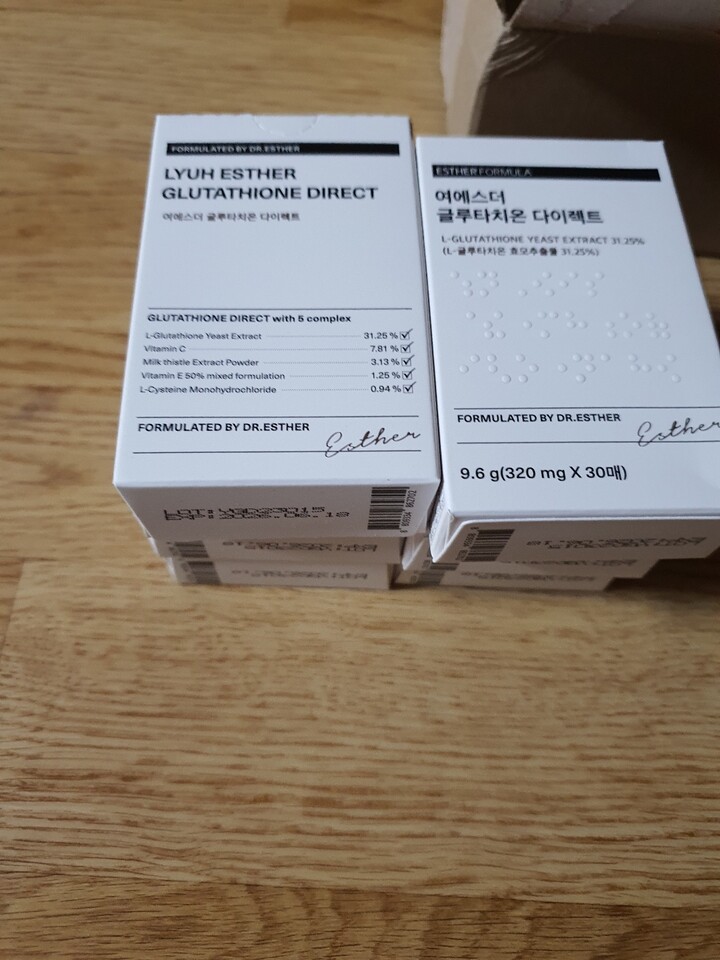 FORMULATED BY DR.ESTHER
LYUH ESTHER
GLUTATHIONE DIRECT
여에스더 글루타치온 다이렉트
GLUTATHIONE DIRECT with 5 complex
L-Glutathione Yeast Extract 31.25 %
Vitamin C 7.81 %
Milk thistle Extract Powder 3.13 %
Vitamin E 50% mixed formulation 1.25 %
L-Cysteine Monohydrochloride 0.94 %
FORMULATED BY DR.ESTHER
Esther
ESTHER FORMULA
여에스더
글루타치온 다이렉트
L-GLUTATHIONE YEAST EXTRACT 31.25%
(L-글루타치온 효모추출물 31.25%)
FORMULATED BY DR.ESTHER
Esther
9.6 g(320 mg X 30매)